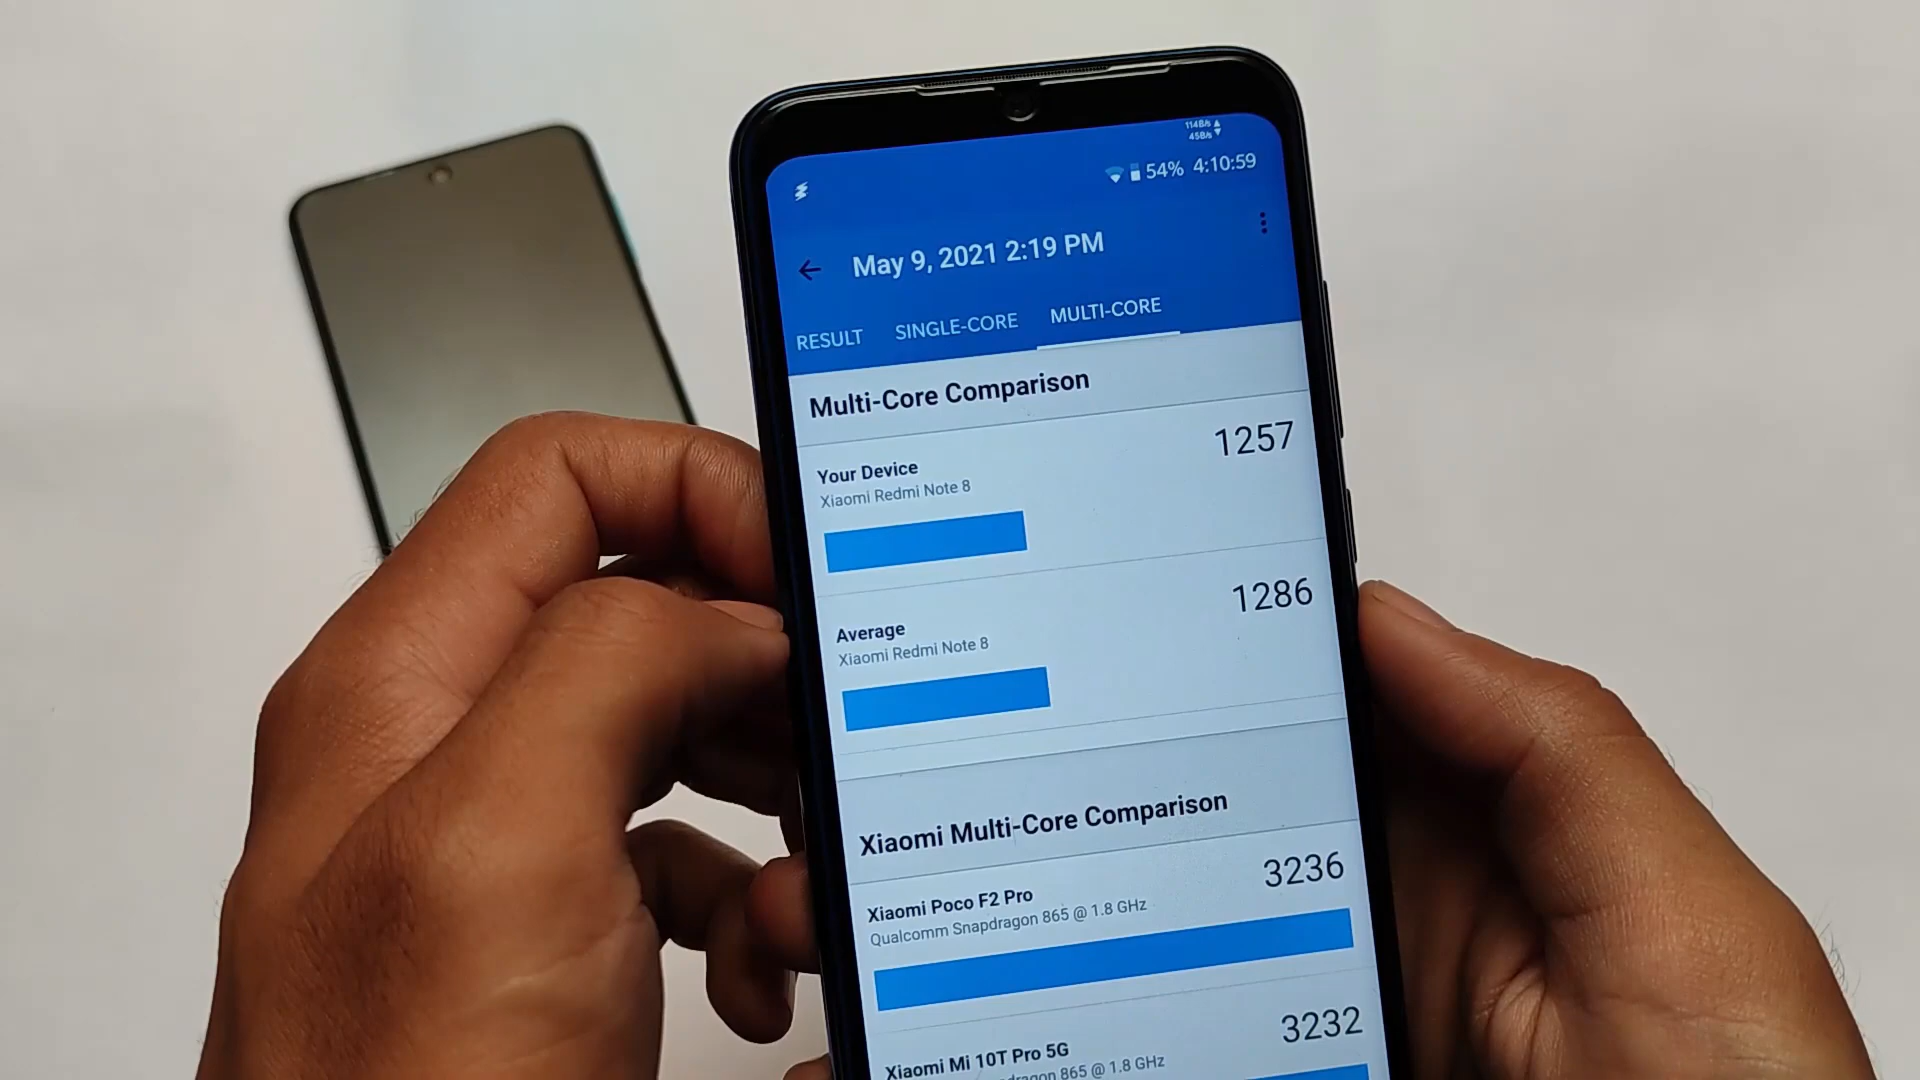 114B/s
45B/s
54% 4:10:59
May 9, 2021 2:19 PM
RESULT SINGLE-CORE MULTI-CORE
Multi-Core Comparison
1257
Your Device
Xiaomi Redmi Note 8
1286
Average
Xiaomi Redmi Note 8
Xiaomi Multi-Core Comparison
3236
Xiaomi Poco F2 Pro
Qualcomm Snapdragon 865 @ 1.8 GHz
3232
Xiaomi Mi 10T Pro 5G
865 @ 1.8 GHz